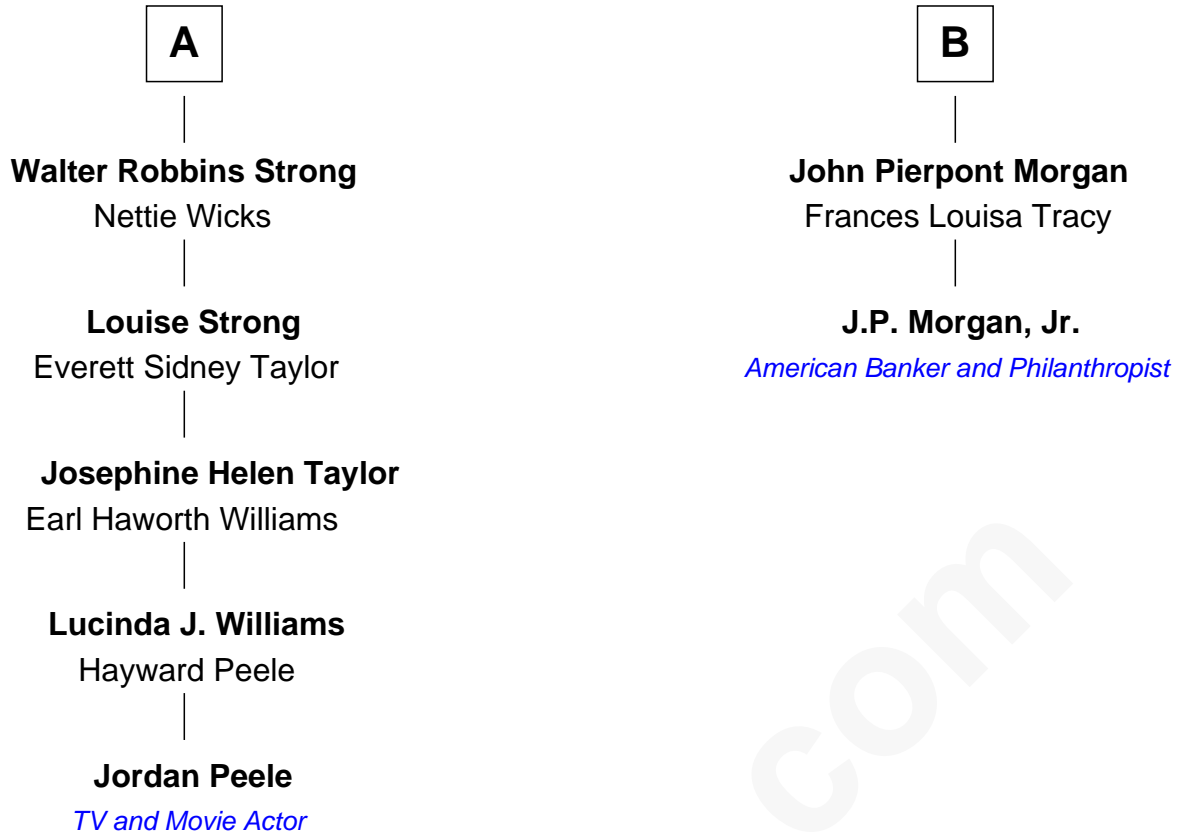 A
Walter Robbins Strong
Nettie Wicks
Louise Strong
Everett Sidney Taylor
Josephine Helen Taylor
Earl Haworth Williams
Lucinda J. Williams
Hayward Peele
Jordan Peele
TV and Movie Actor
B
John Pierpont Morgan
Frances Louisa Tracy
J.P. Morgan, Jr.
American Banker and Philanthropist
com